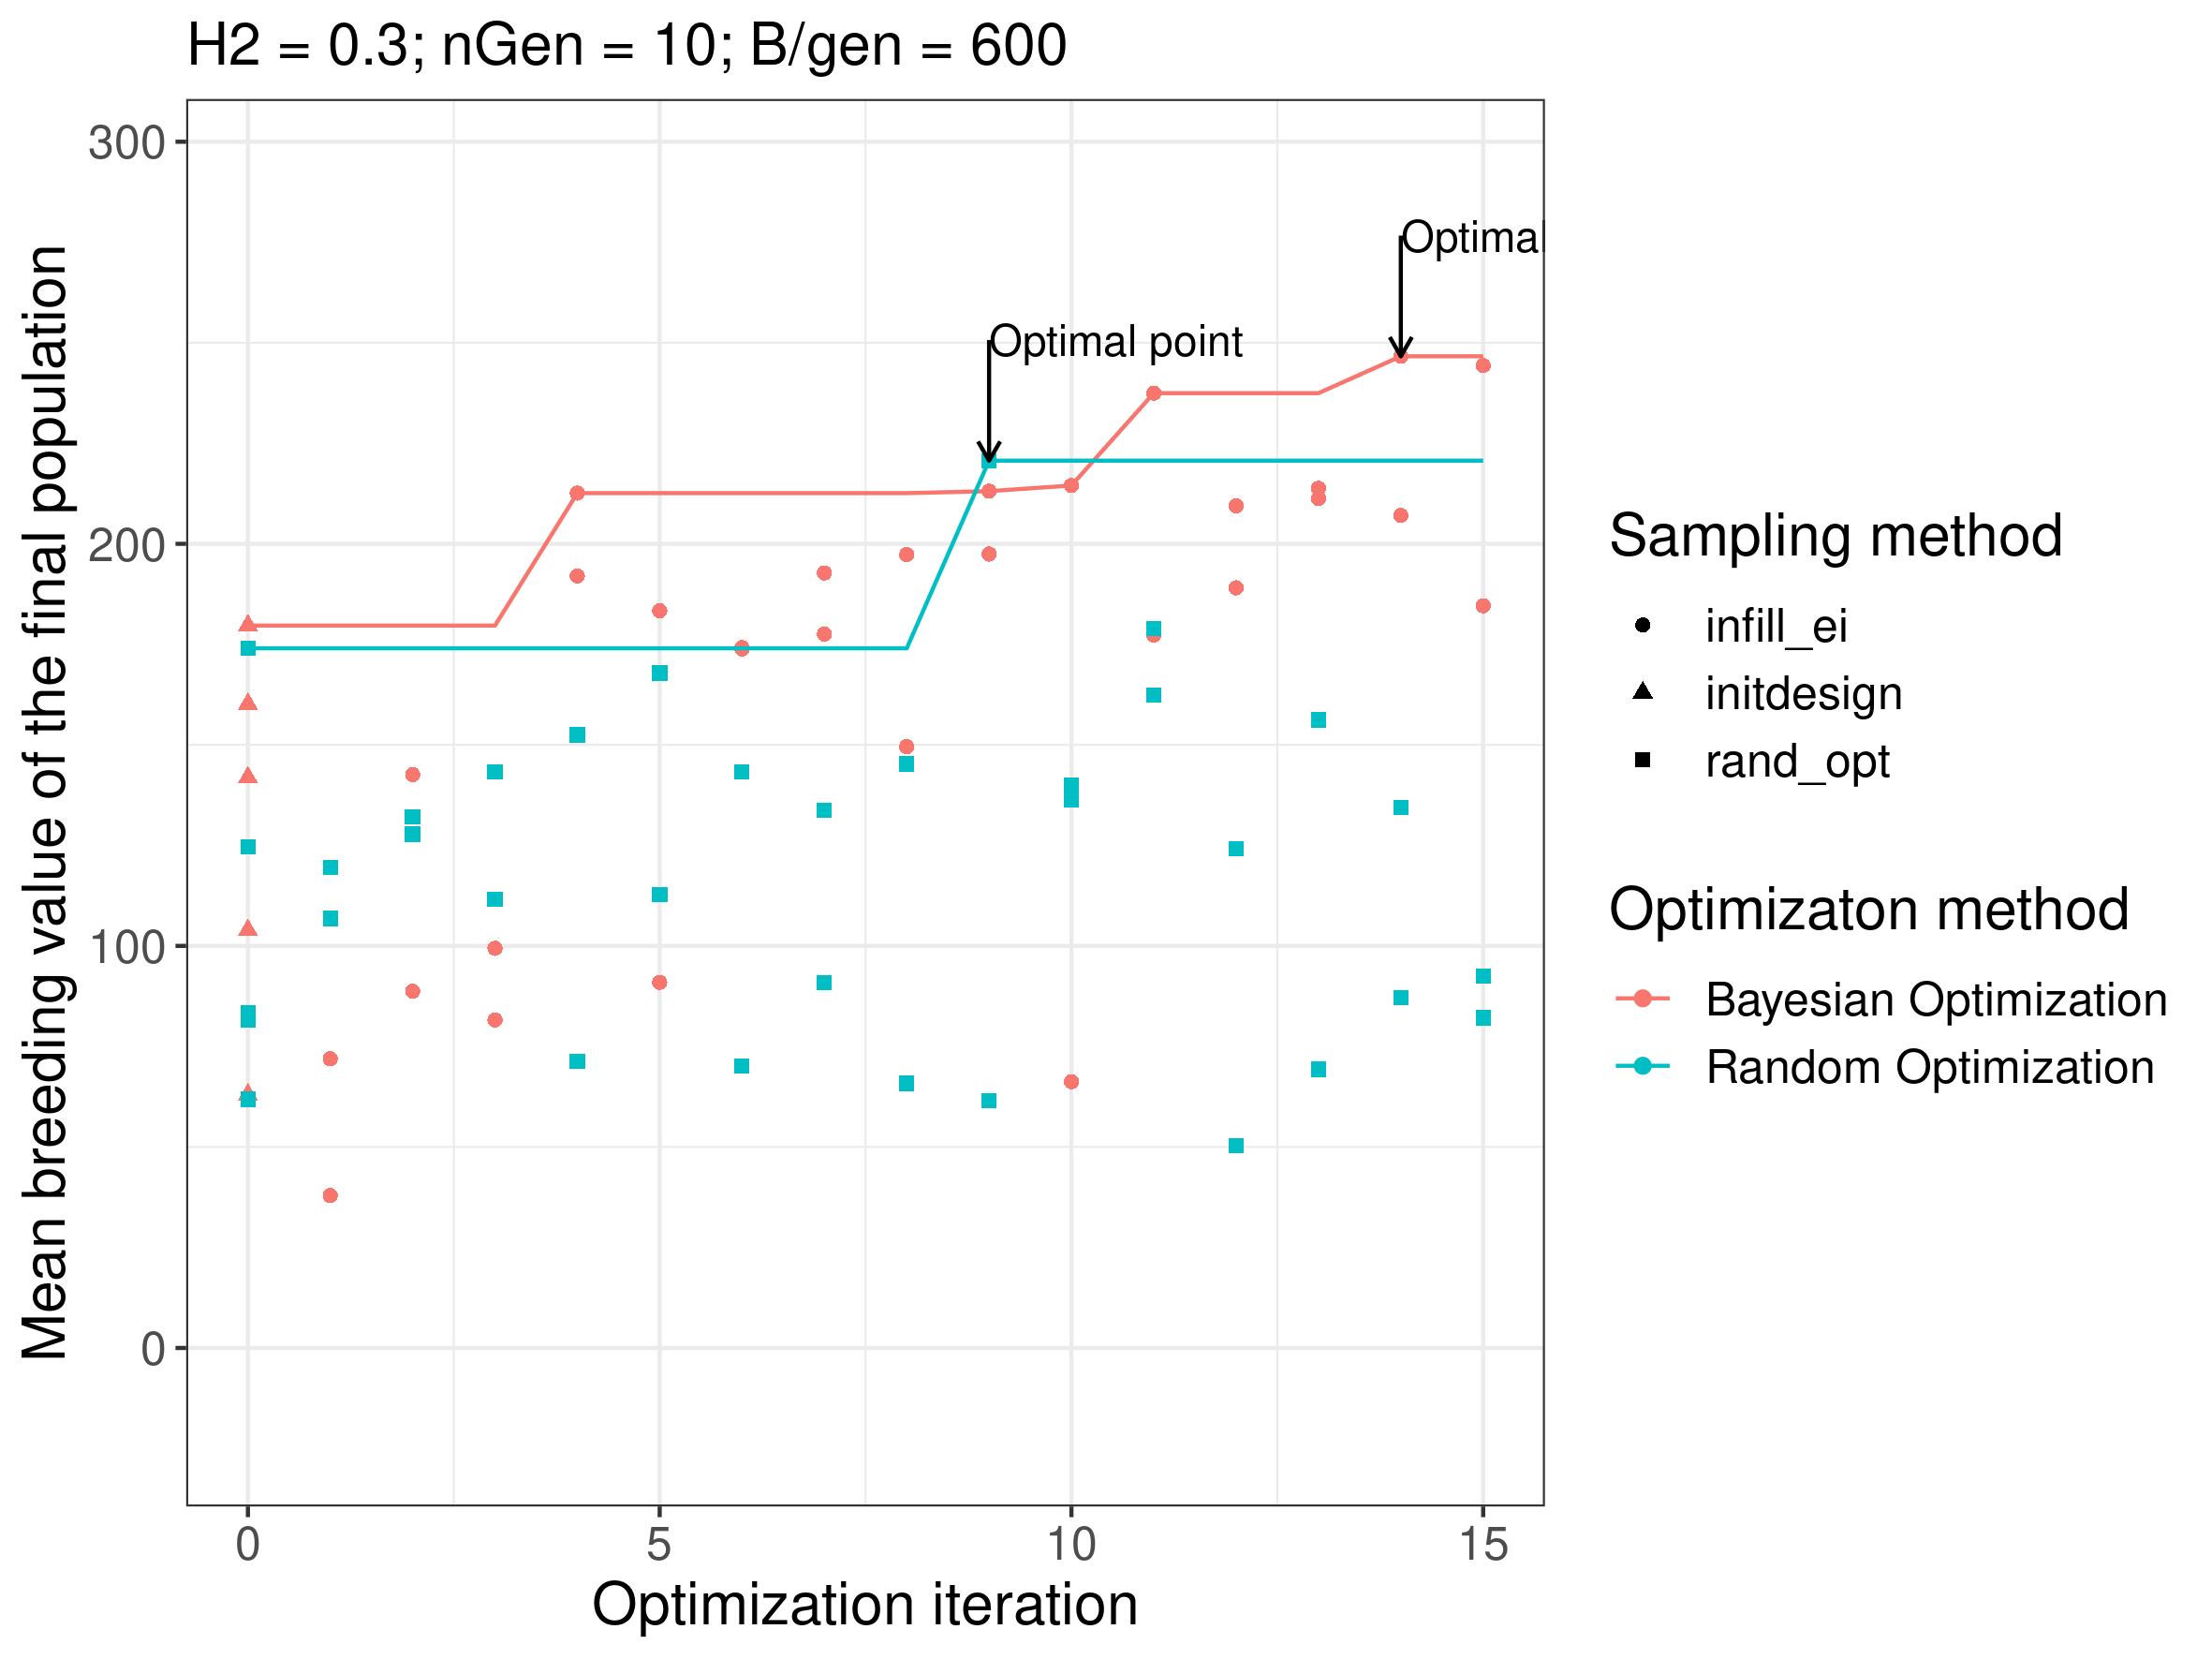 H2 = 0.3; nGen = 10; B/gen = 600
Mean breeding value of the final population
300
200
100
0
Optimal
Optimal point
0
5
10
15
Optimization iteration
Sampling method
infill_ei
initdesign
rand_opt
Optimizaton method
Bayesian Optimization
Random Optimization